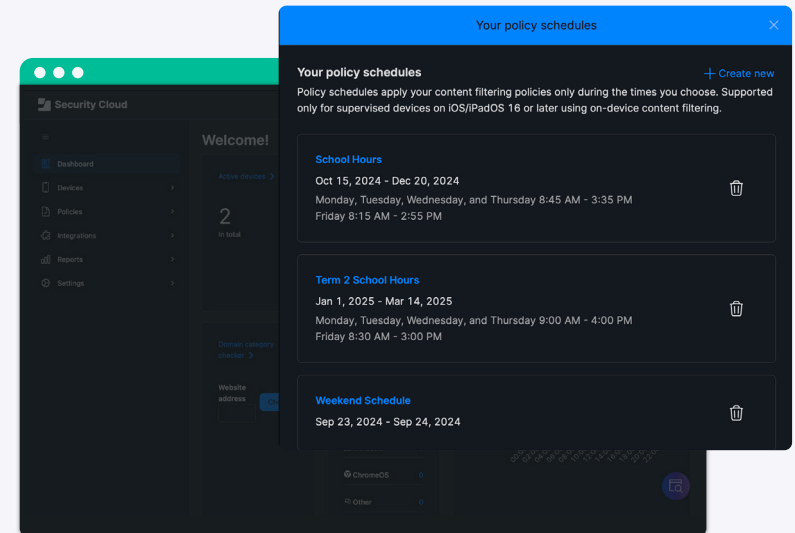 Your policy schedules
Your policy schedules
Create new
Policy schedules apply your content filtering policies only during the times you choose. Supported
only for supervised devices on iOS/iPadOS 16 or later using on-device content filtering.
School Hours
Oct 15, 2024 - Dec 20, 2024
Monday, Tuesday, Wednesday, and Thursday 8:45 AM - 3:35 PM
Friday 8:15 AM - 2:55 PM
Term 2 School Hours
Jan 1, 2025 - Mar 14, 2025
Monday, Tuesday, Wednesday, and Thursday 9:00 AM - 4:00 PM
Friday 8:30 AM - 3:00 PM
Weekend Schedule
Sep 23, 2024 - Sep 24, 2024
Security Cloud
Dashboard
Devices
Policies
Integrations
Reports
Settings
Welcome!
Active devices
2
In total
Domain category
checker
Website
address
ChromeOS 0
Other 0